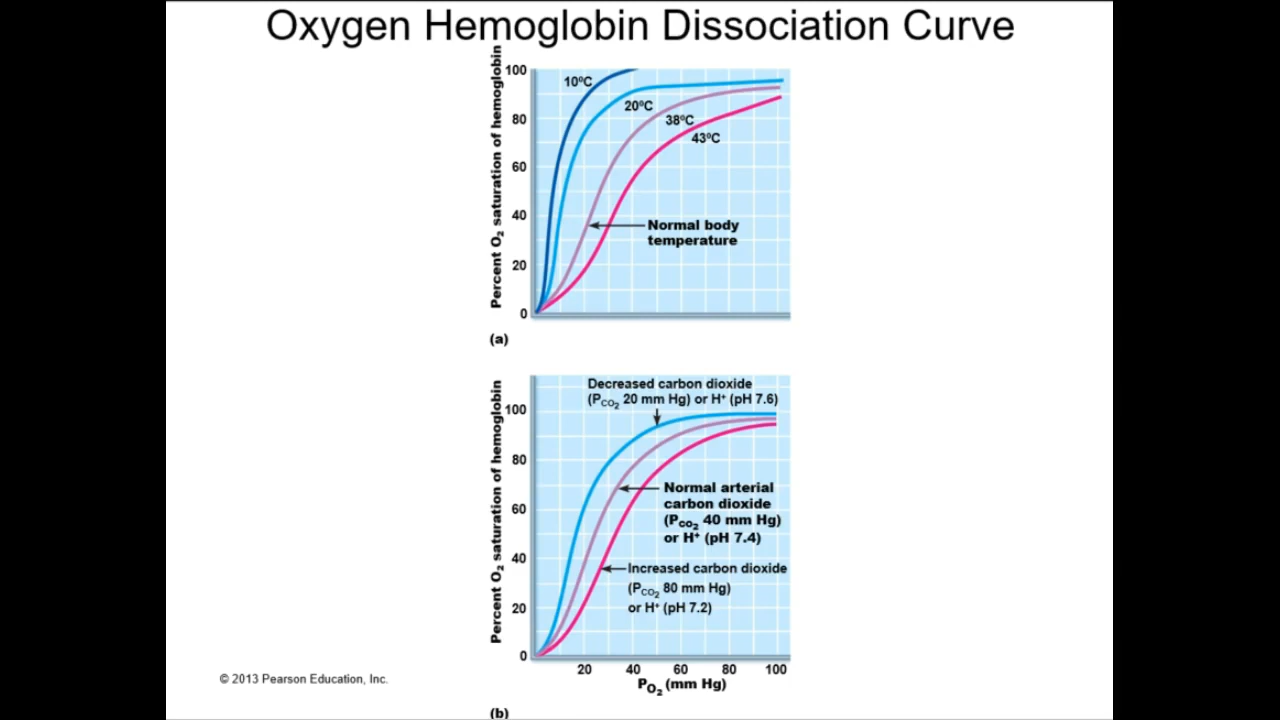 Oxygen Hemoglobin Dissociation Curve
Percent O₂ saturation of hemoglobin
100
80
60
40
20
0
10ºC
20ºC
38ºC
43ºC
Normal body
temperature
(a)
Percent O₂ saturation of hemoglobin
100
80
60
40
20
0
Decreased carbon dioxide
(PCO₂ 20 mm Hg) or H⁺ (pH 7.6)
Normal arterial
carbon dioxide
(PCO₂ 40 mm Hg)
or H⁺ (pH 7.4)
Increased carbon dioxide
(PCO₂ 80 mm Hg)
or H⁺ (pH 7.2)
20 40 60 80 100
PO₂ (mm Hg)
© 2013 Pearson Education, Inc.
(b)